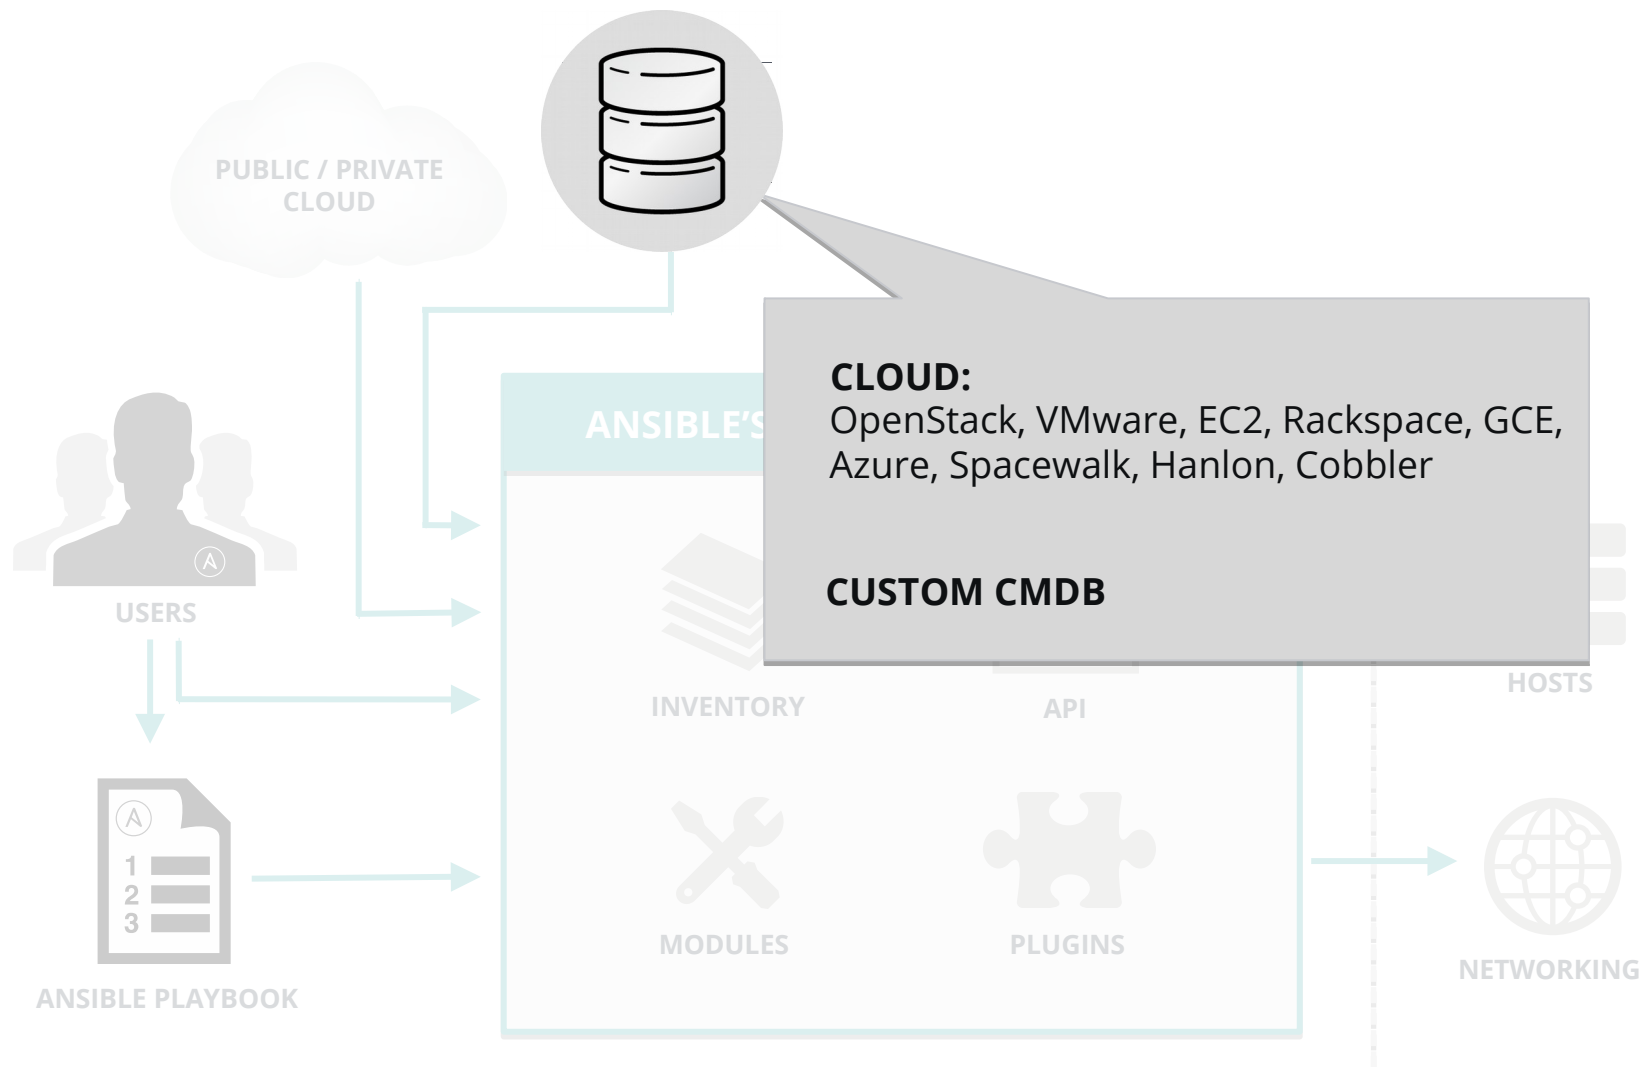 PUBLIC / PRIVATE
CLOUD
CLOUD:
OpenStack, VMware, EC2, Rackspace, GCE,
Azure, Spacewalk, Hanlon, Cobbler
CUSTOM CMDB
ANSIBLE’S
USERS
INVENTORY
API
HOSTS
1
2
3
MODULES
PLUGINS
NETWORKING
ANSIBLE PLAYBOOK